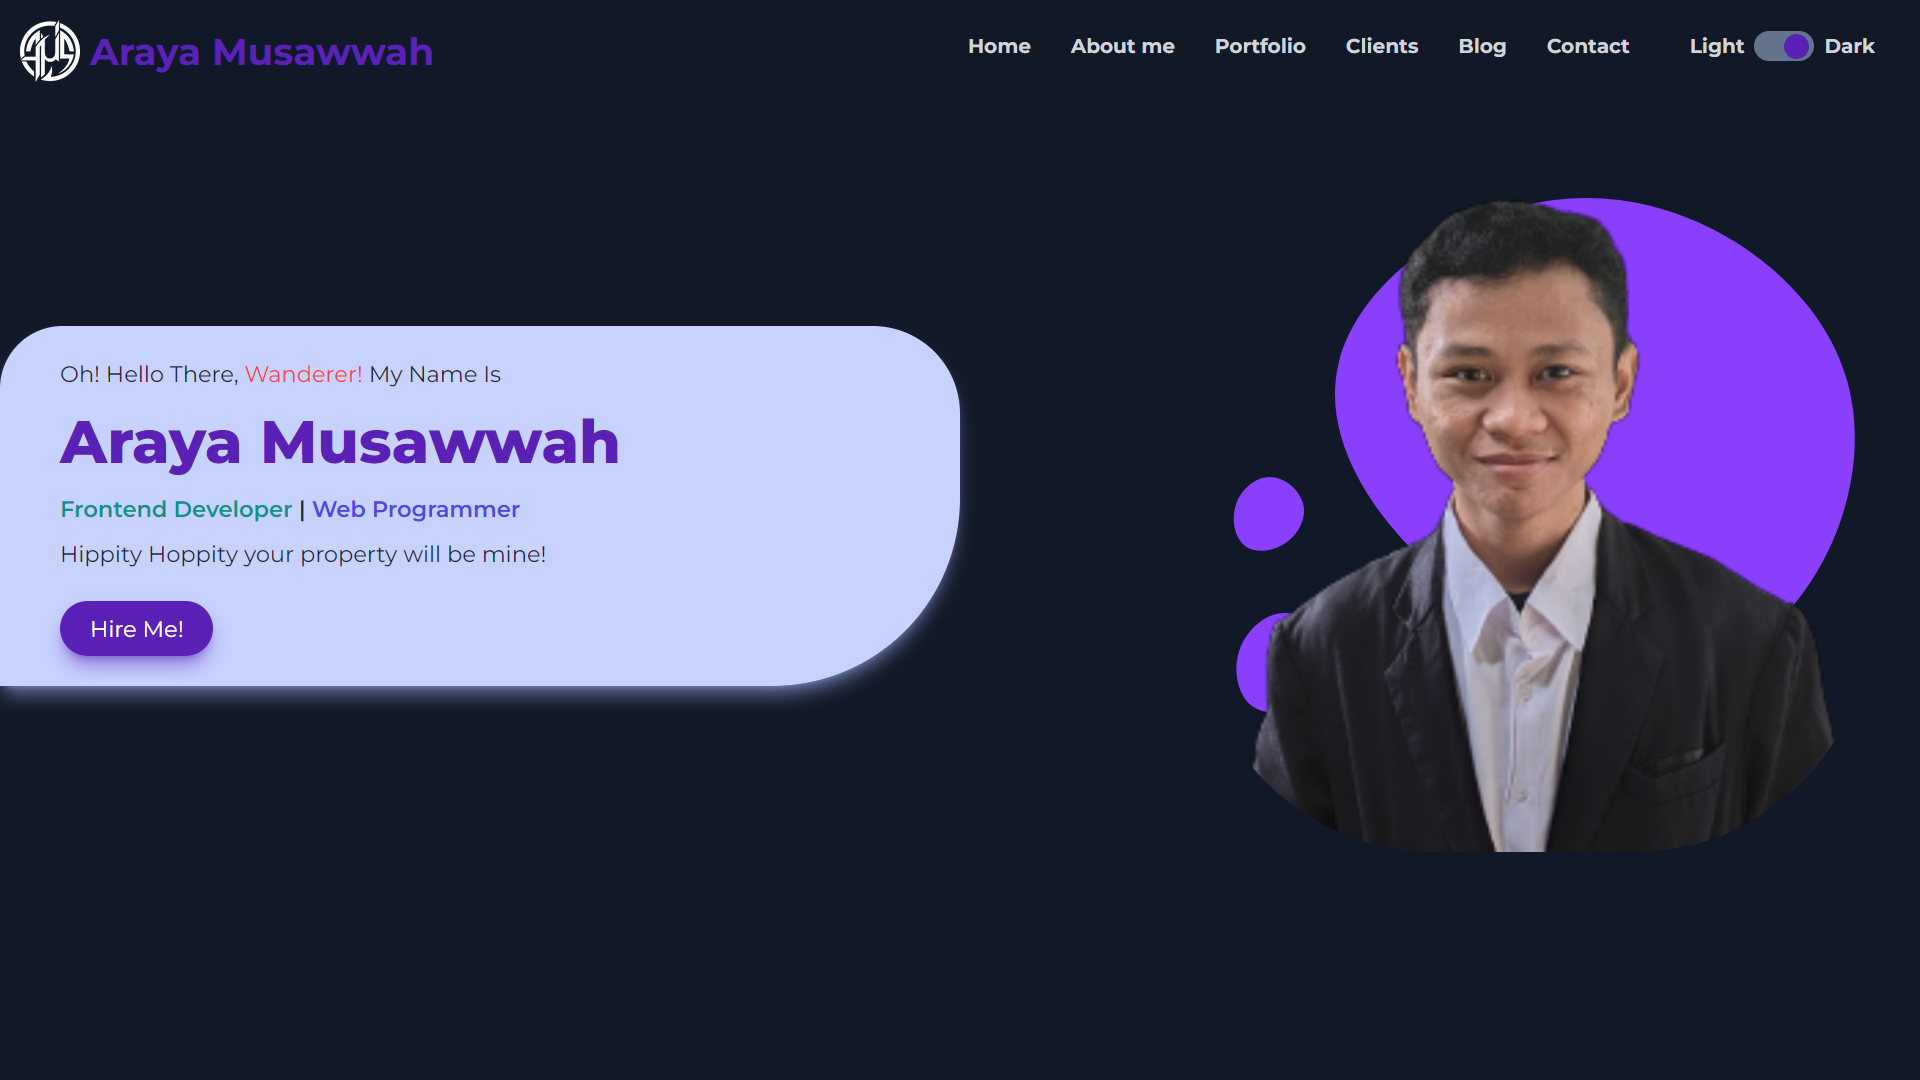 Araya Musawwah
Home About me Portfolio Clients Blog Contact Light Dark
Oh! Hello There, Wanderer! My Name Is
Araya Musawwah
Frontend Developer | Web Programmer
Hippity Hoppity your property will be mine!
Hire Me!